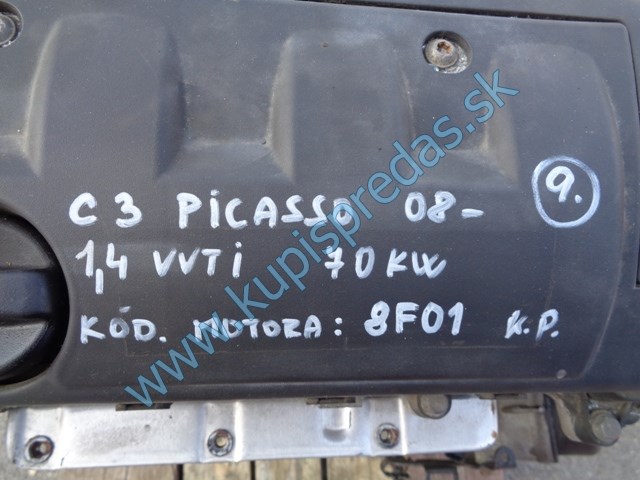 C3 PICASSO 08-
9.
1,4 VVTi 70 KW
KÓD. MOTORA: 8F01 K.P.
www.kupispredas.sk